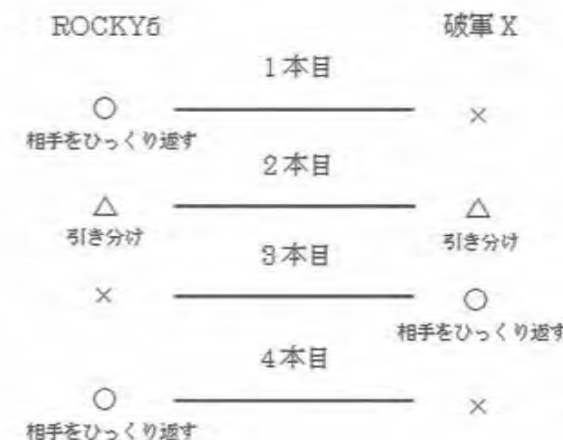 ROCKY6 破軍X
1本目
○ ×
相手をひっくり返す
2本目
△ △
引き分け 引き分け
3本目
× ○
相手をひっくり返す
4本目
○ ×
相手をひっくり返す